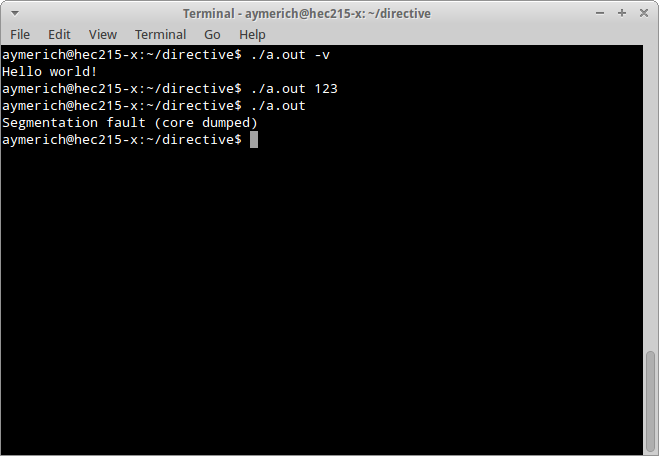 Terminal - aymerich@hec215-x: ~/directive
File Edit View Terminal Go Help
aymerich@hec215-x:~/directive$ ./a.out -v
Hello world!
aymerich@hec215-x:~/directive$ ./a.out 123
aymerich@hec215-x:~/directive$ ./a.out
Segmentation fault (core dumped)
aymerich@hec215-x:~/directive$